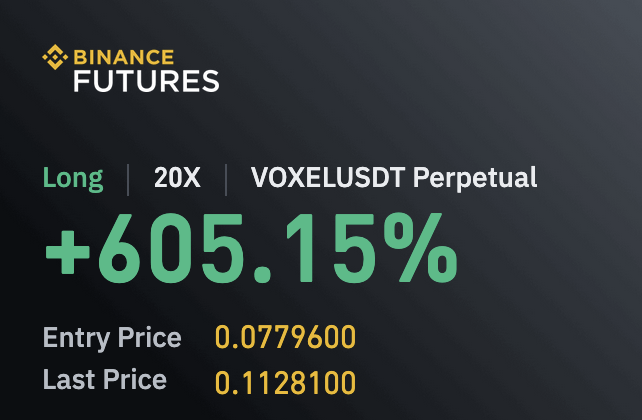 BINANCE
FUTURES
Long | 20X | VOXELUSDT Perpetual
+605.15%
Entry Price 0.0779600
Last Price 0.1128100